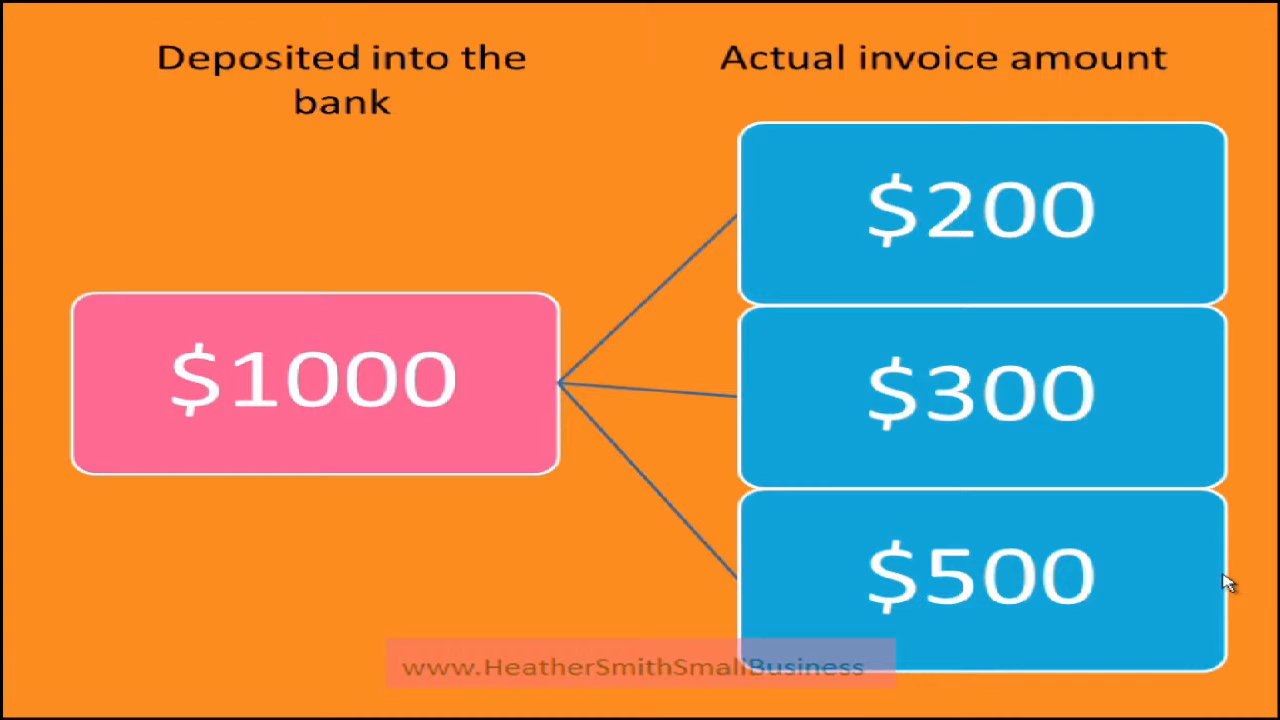 Deposited into the
bank
Actual invoice amount
$1000
$200
$300
$500
www.HeatherSmithSmallBusiness